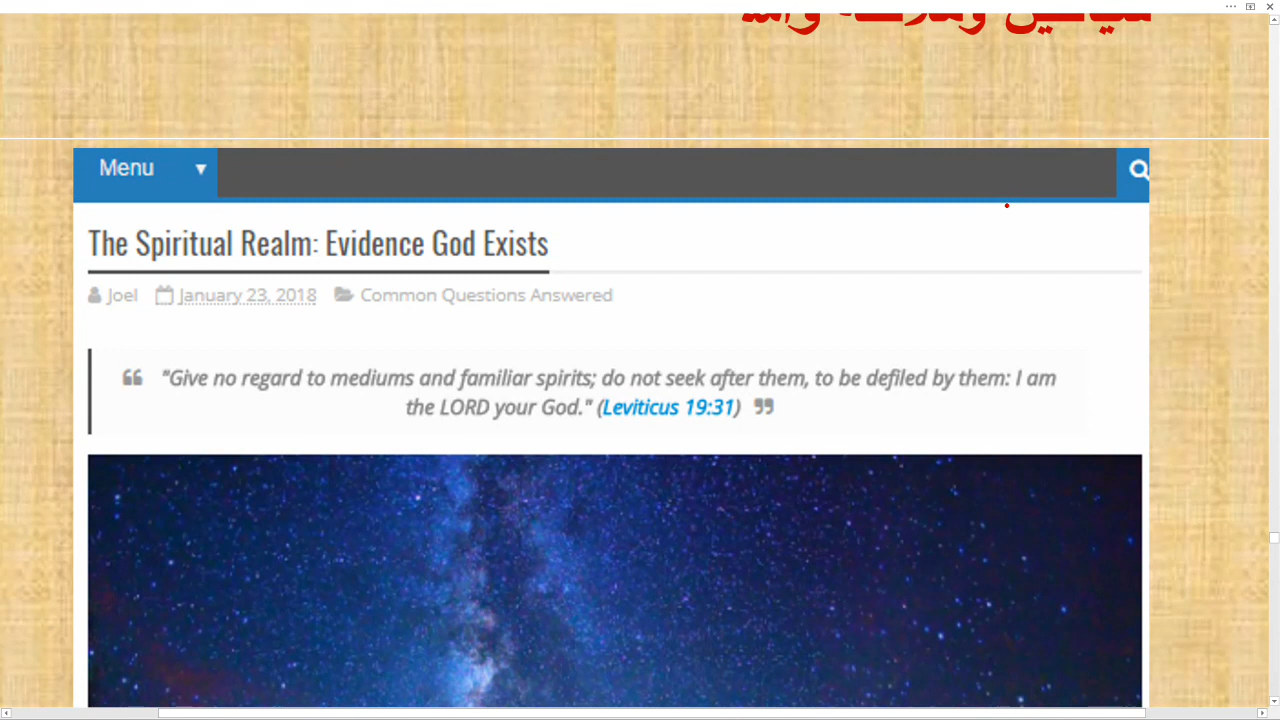 Menu
The Spiritual Realm: Evidence God Exists
Joel January 23, 2018 Common Questions Answered
"Give no regard to mediums and familiar spirits; do not seek after them, to be defiled by them: I am
the LORD your God." (Leviticus 19:31)